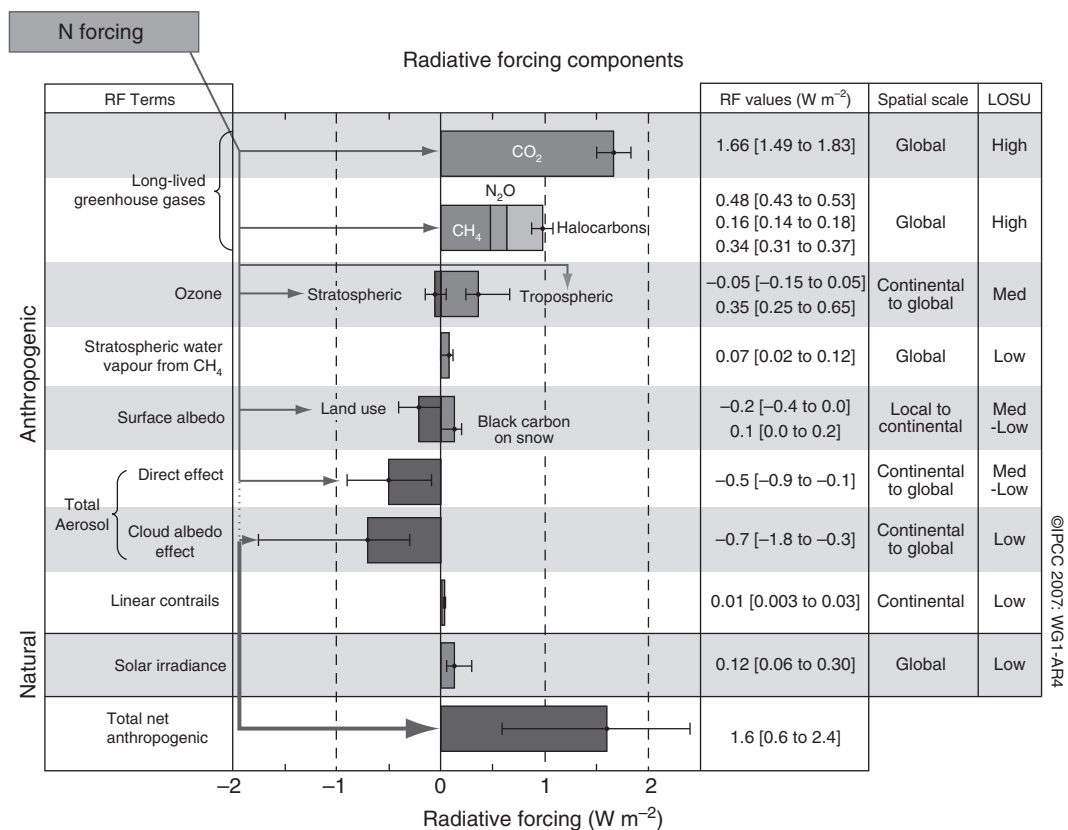 N forcing
Radiative forcing components
RF Terms
RF values (W m⁻²)
Spatial scale
LOSU
Anthropogenic
Long-lived
greenhouse gases
CO₂
1.66 [1.49 to 1.83]
Global
High
N₂O
CH₄
Halocarbons
0.48 [0.43 to 0.53]
0.16 [0.14 to 0.18]
0.34 [0.31 to 0.37]
Global
High
Ozone
Stratospheric
Tropospheric
−0.05 [−0.15 to 0.05]
0.35 [0.25 to 0.65]
Continental
to global
Med
Stratospheric water
vapour from CH₄
0.07 [0.02 to 0.12]
Global
Low
Surface albedo
Land use
Black carbon
on snow
−0.2 [−0.4 to 0.0]
0.1 [0.0 to 0.2]
Local to
continental
Med
-Low
Total
Aerosol
Direct effect
−0.5 [−0.9 to −0.1]
Continental
to global
Med
-Low
Cloud albedo
effect
−0.7 [−1.8 to −0.3]
Continental
to global
Low
Linear contrails
0.01 [0.003 to 0.03]
Continental
Low
Natural
Solar irradiance
0.12 [0.06 to 0.30]
Global
Low
Total net
anthropogenic
1.6 [0.6 to 2.4]
−2 −1 0 1 2
Radiative forcing (W m⁻²)
©IPCC 2007: WG1-AR4